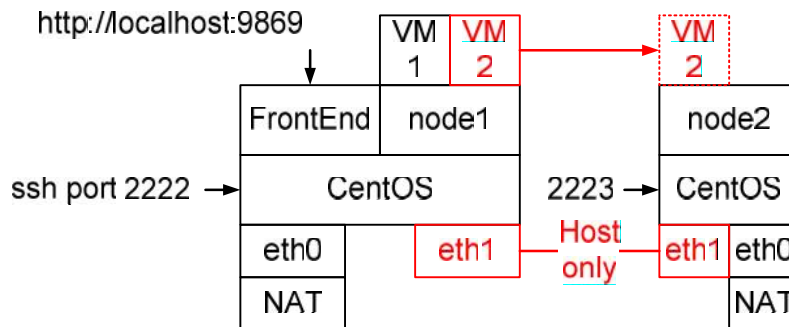 http://localhost:9869
VM
1
VM
2
VM
2
FrontEnd
node1
node2
ssh port 2222
CentOS
2223
CentOS
eth0
eth1
Host
only
eth1
eth0
NAT
NAT